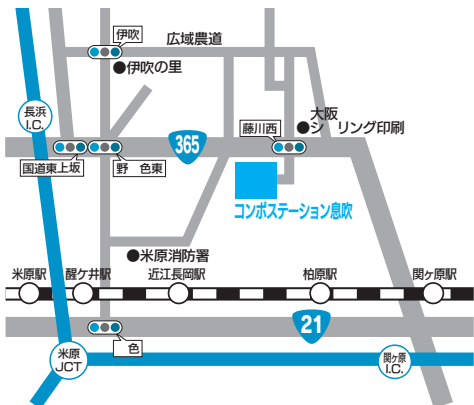 伊吹
広域農道
●伊吹の里
長浜
I.C.
大阪
シ　リング印刷
藤川西
365
国道東上坂
野　色東
コンポステーション息吹
●米原消防署
米原駅
醒ケ井駅
近江長岡駅
柏原駅
関ヶ原駅
21
色
米原
JCT
関ヶ原
I.C.